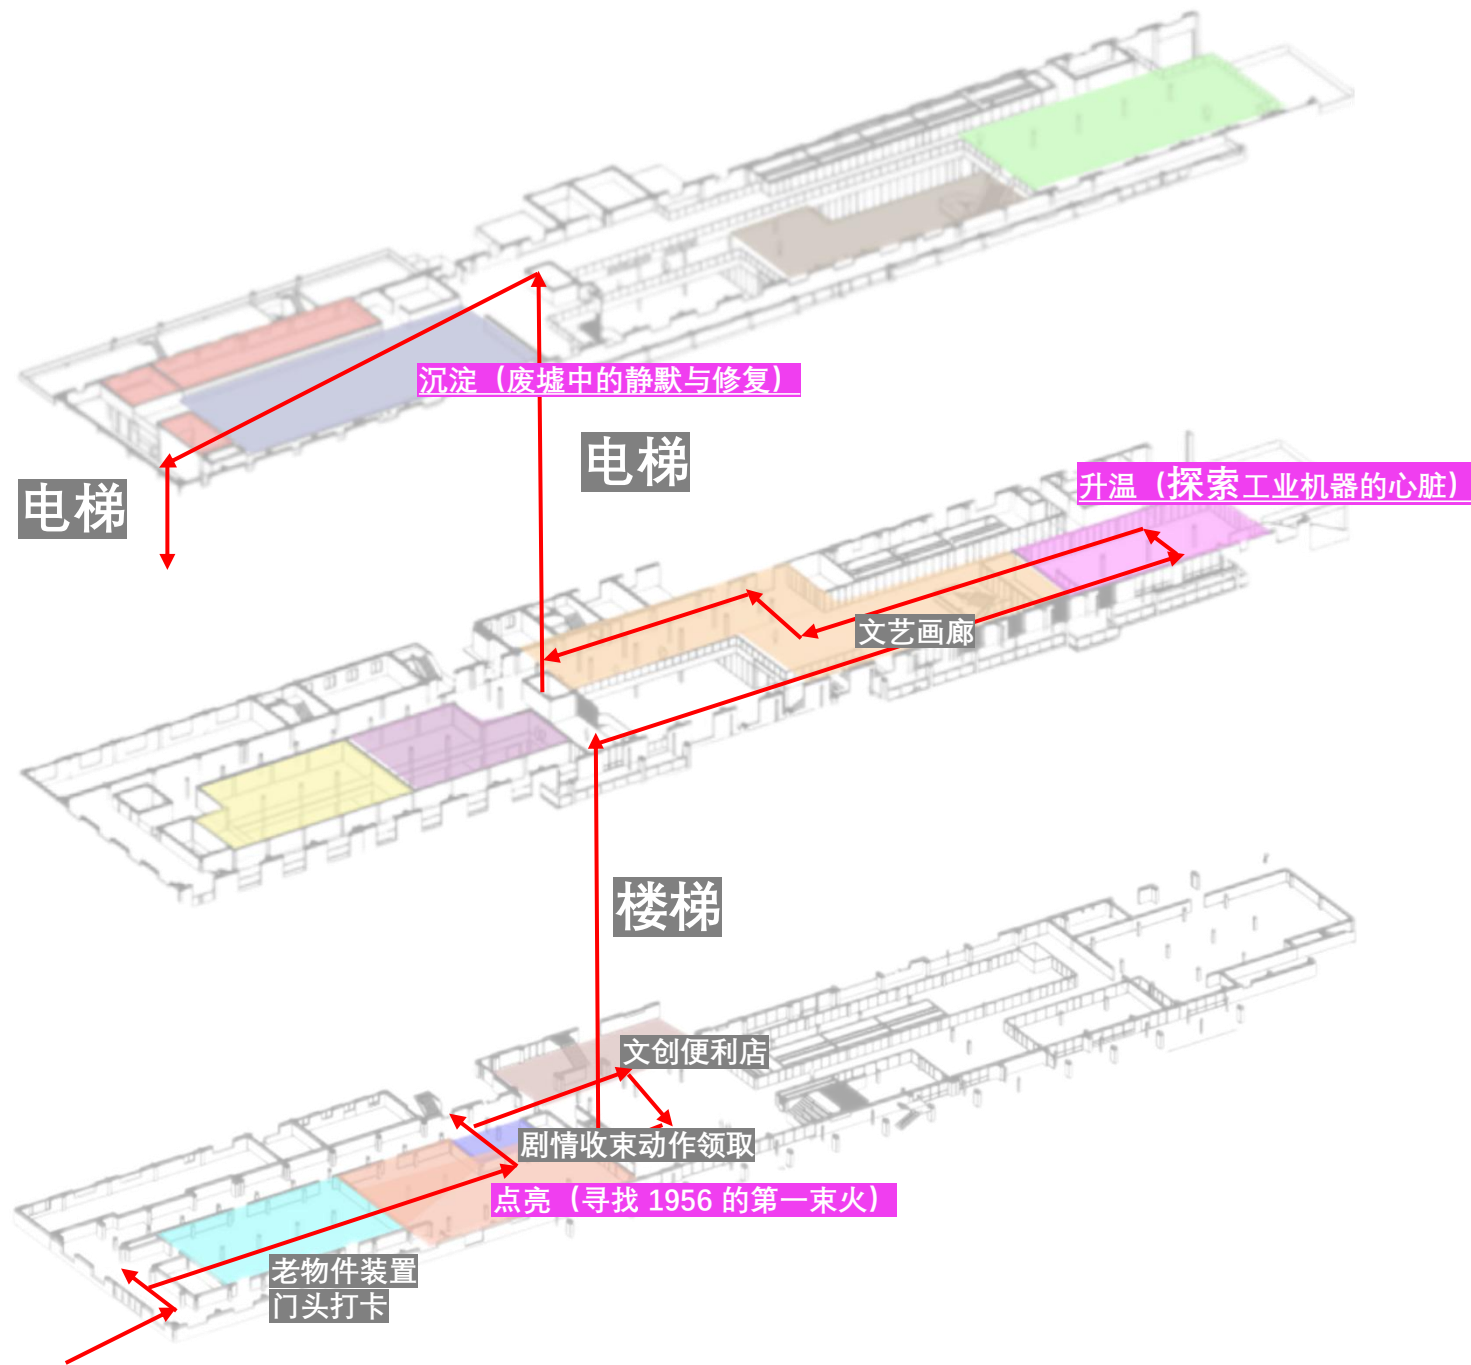 沉淀（废墟中的静默与修复）
电梯
电梯
升温（探索工业机器的心脏）
文艺画廊
楼梯
文创便利店
剧情收束动作领取
点亮（寻找 1956 的第一束火）
老物件装置
门头打卡